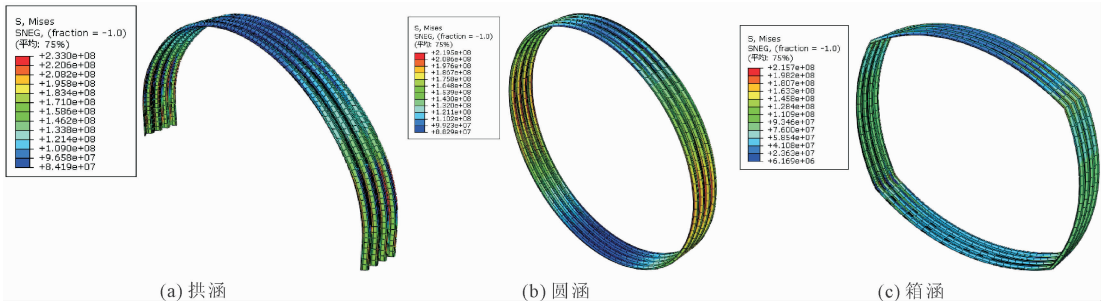 S, Mises
SNEG, (fraction = -1.0)
(平均: 75%)
+2.330e+08
+2.206e+08
+2.082e+08
+1.958e+08
+1.834e+08
+1.710e+08
+1.586e+08
+1.462e+08
+1.338e+08
+1.214e+08
+1.090e+08
+9.658e+07
+8.419e+07
(a) 拱涵
S, Mises
SNEG, (fraction = -1.0)
(平均: 75%)
+2.195e+08
+2.086e+08
+1.976e+08
+1.867e+08
+1.758e+08
+1.648e+08
+1.539e+08
+1.430e+08
+1.320e+08
+1.211e+08
+1.102e+08
+9.923e+07
+8.829e+07
(b) 圆涵
S, Mises
SNEG, (fraction = -1.0)
(平均: 75%)
+2.157e+08
+1.982e+08
+1.807e+08
+1.633e+08
+1.458e+08
+1.284e+08
+1.109e+08
+9.346e+07
+7.600e+07
+5.854e+07
+4.108e+07
+2.363e+07
+6.169e+06
(c) 箱涵